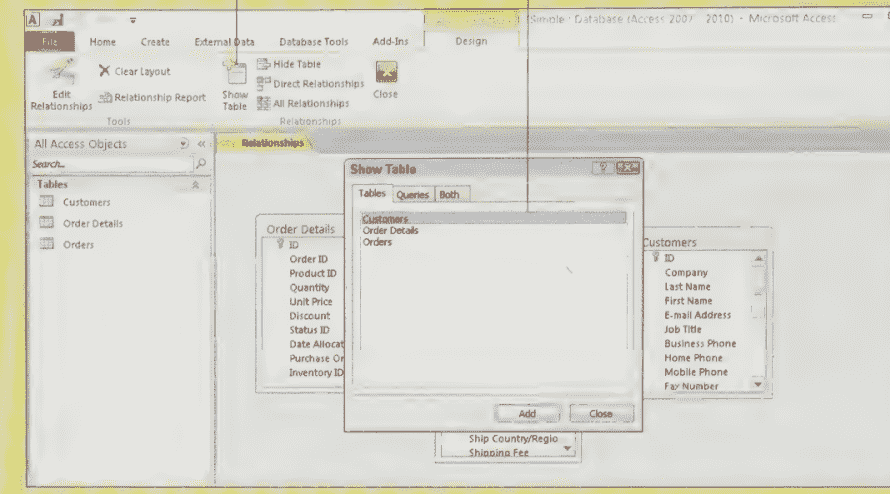 Simple : Database (Access 2007 - 2010) - Microsoft Access
File Home Create External Data Database Tools Add-Ins Design
Edit Relationships
Clear Layout
Relationship Report
Tools
Show Table
Hide Table
Direct Relationships
All Relationships
Close
Relationships
All Access Objects
Search...
Tables
Customers
Order Details
Orders
Relationships
Order Details
ID
Order ID
Product ID
Quantity
Unit Price
Discount
Status ID
Date Allocat
Purchase Or
Inventory ID
Show Table
Tables Queries Both
Customers
Order Details
Orders
Add Close
Ship Country/Regio
Shipping Fee
Customers
ID
Company
Last Name
First Name
E-mail Address
Job Title
Business Phone
Home Phone
Mobile Phone
Fax Number